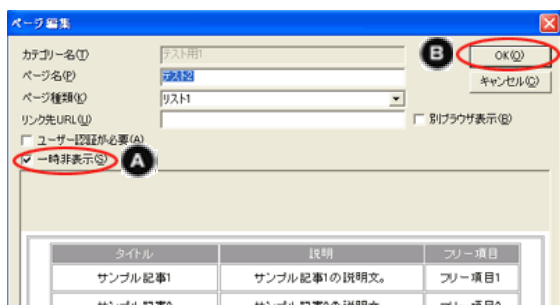 ページ編集
カテゴリー名(T) テスト用1
B OK(O)
ページ名(P) テスト2
キャンセル(C)
ページ種類(K) リスト1
リンク先URL(U) 別ブラウザ表示(B)
ユーザー認証が必要(A)
一時非表示(S) A
タイトル 説明 フリー項目
サンプル記事1 サンプル記事1の説明文。 フリー項目1